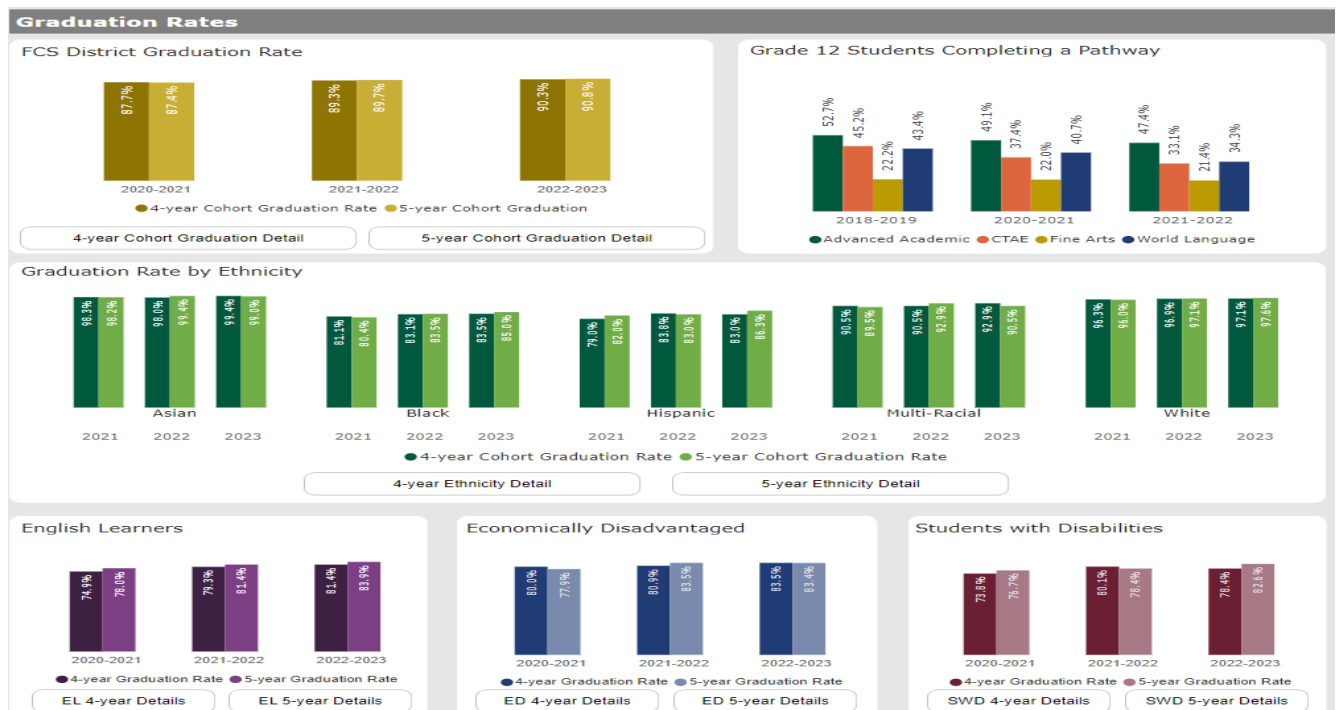 Graduation Rates
FCS District Graduation Rate
87.7% 87.4% 89.3% 89.7% 90.3% 90.8%
2020-2021 2021-2022 2022-2023
4-year Cohort Graduation Rate 5-year Cohort Graduation
4-year Cohort Graduation Detail 5-year Cohort Graduation Detail
Grade 12 Students Completing a Pathway
52.7% 45.2% 22.2% 43.4% 49.1% 37.4% 22.0% 40.7% 47.4% 33.1% 21.4% 34.3%
2018-2019 2020-2021 2021-2022
Advanced Academic CTAE Fine Arts World Language
Graduation Rate by Ethnicity
98.3% 98.2% 98.0% 99.4% 99.4% 99.0% 81.1% 80.4% 83.1% 83.5% 83.5% 85.0% 79.0% 82.0% 83.8% 83.0% 83.0% 86.3% 90.5% 89.5% 90.5% 92.9% 92.9% 90.5% 96.3% 96.0% 96.9% 97.1% 97.1% 97.6%
Asian Black Hispanic Multi-Racial White
2021 2022 2023 2021 2022 2023 2021 2022 2023 2021 2022 2023 2021 2022 2023
4-year Cohort Graduation Rate 5-year Cohort Graduation Rate
4-year Ethnicity Detail 5-year Ethnicity Detail
English Learners
74.9% 78.0% 79.3% 81.4% 81.4% 83.9%
2020-2021 2021-2022 2022-2023
4-year Graduation Rate 5-year Graduation Rate
EL 4-year Details EL 5-year Details
Economically Disadvantaged
80.0% 77.9% 80.9% 83.5% 83.5% 83.4%
2020-2021 2021-2022 2022-2023
4-year Graduation Rate 5-year Graduation Rate
ED 4-year Details ED 5-year Details
Students with Disabilities
73.8% 76.7% 80.1% 78.4% 78.4% 82.6%
2020-2021 2021-2022 2022-2023
4-year Graduation Rate 5-year Graduation Rate
SWD 4-year Details SWD 5-year Details